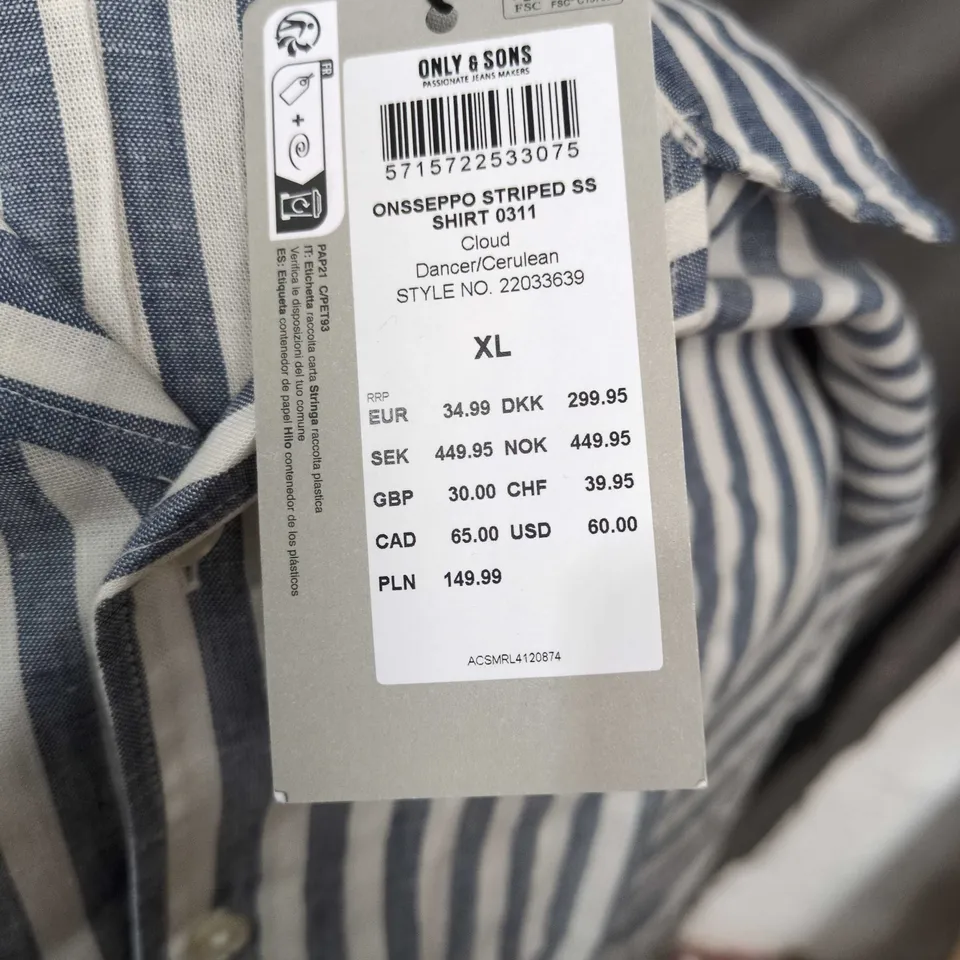 FSC
ONLY & SONS
PASSIONATE JEANS MAKERS
5715722533075
ONSSEPPO STRIPED SS
SHIRT 0311
Cloud
Dancer/Cerulean
STYLE NO. 22033639
XL
RRP
EUR 34.99 DKK 299.95
SEK 449.95 NOK 449.95
GBP 30.00 CHF 39.95
CAD 65.00 USD 60.00
PLN 149.99
ACSMRL4120874
FR
+
PAP21 C/PET93
IT: Etichetta raccolta carta Stringa raccolta plastica
Verifica le disposizioni del tuo comune
ES: Etiqueta contenedor de papel Hilo contenedor de los plásticos